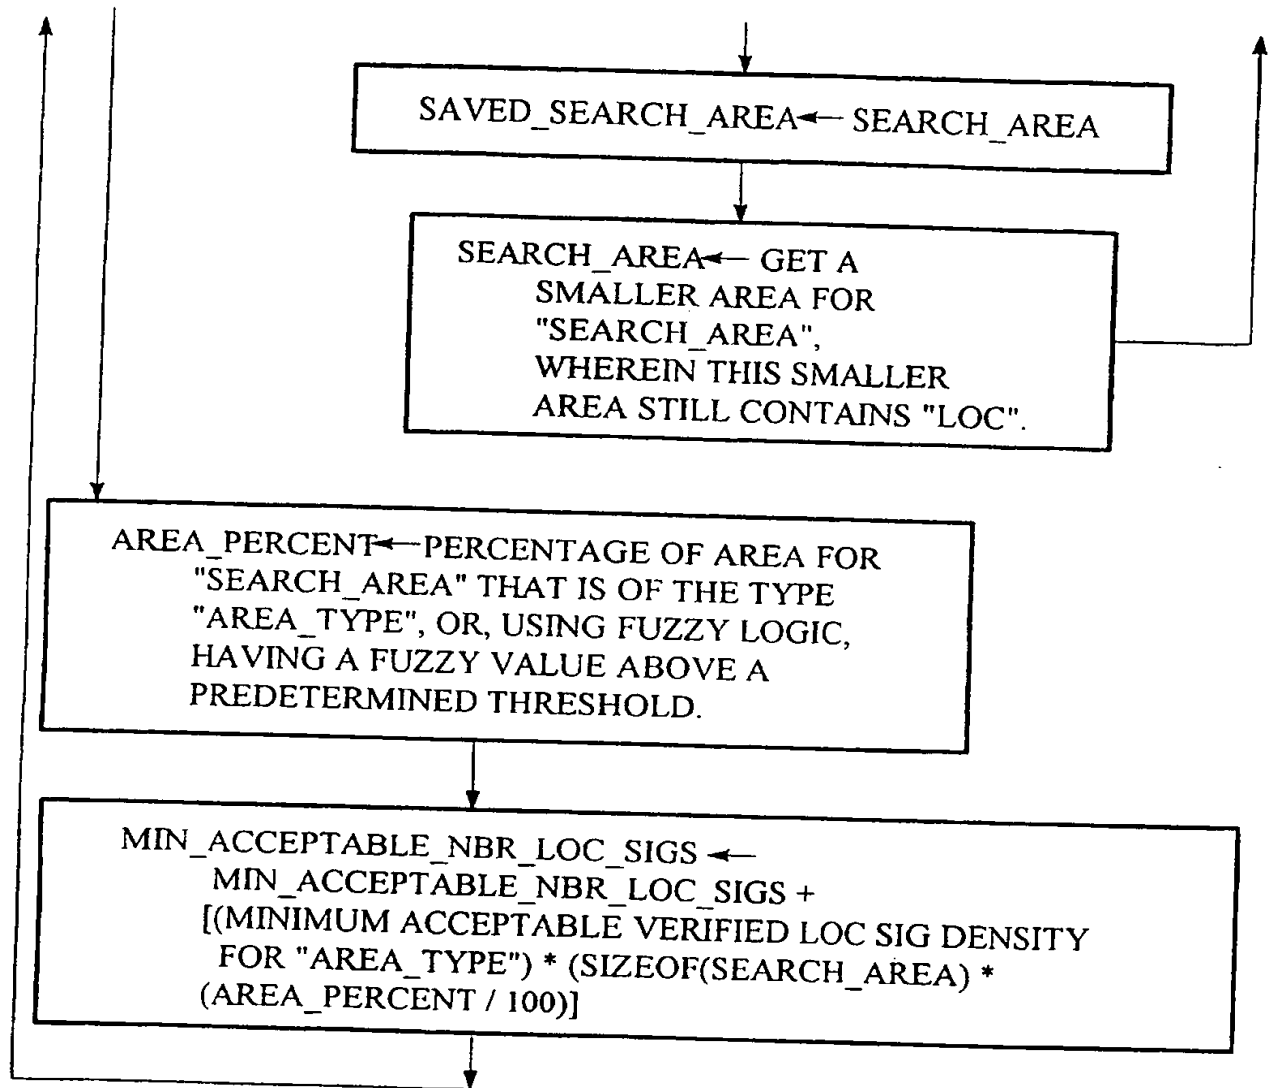 SAVED_SEARCH_AREA← SEARCH_AREA
SEARCH_AREA← GET A
SMALLER AREA FOR
"SEARCH_AREA",
WHEREIN THIS SMALLER
AREA STILL CONTAINS "LOC".
AREA_PERCENT←PERCENTAGE OF AREA FOR
"SEARCH_AREA" THAT IS OF THE TYPE
"AREA_TYPE", OR, USING FUZZY LOGIC,
HAVING A FUZZY VALUE ABOVE A
PREDETERMINED THRESHOLD.
MIN_ACCEPTABLE_NBR_LOC_SIGS ←
MIN_ACCEPTABLE_NBR_LOC_SIGS +
[(MINIMUM ACCEPTABLE VERIFIED LOC SIG DENSITY
FOR "AREA_TYPE") * (SIZEOF(SEARCH_AREA) *
(AREA_PERCENT / 100)]